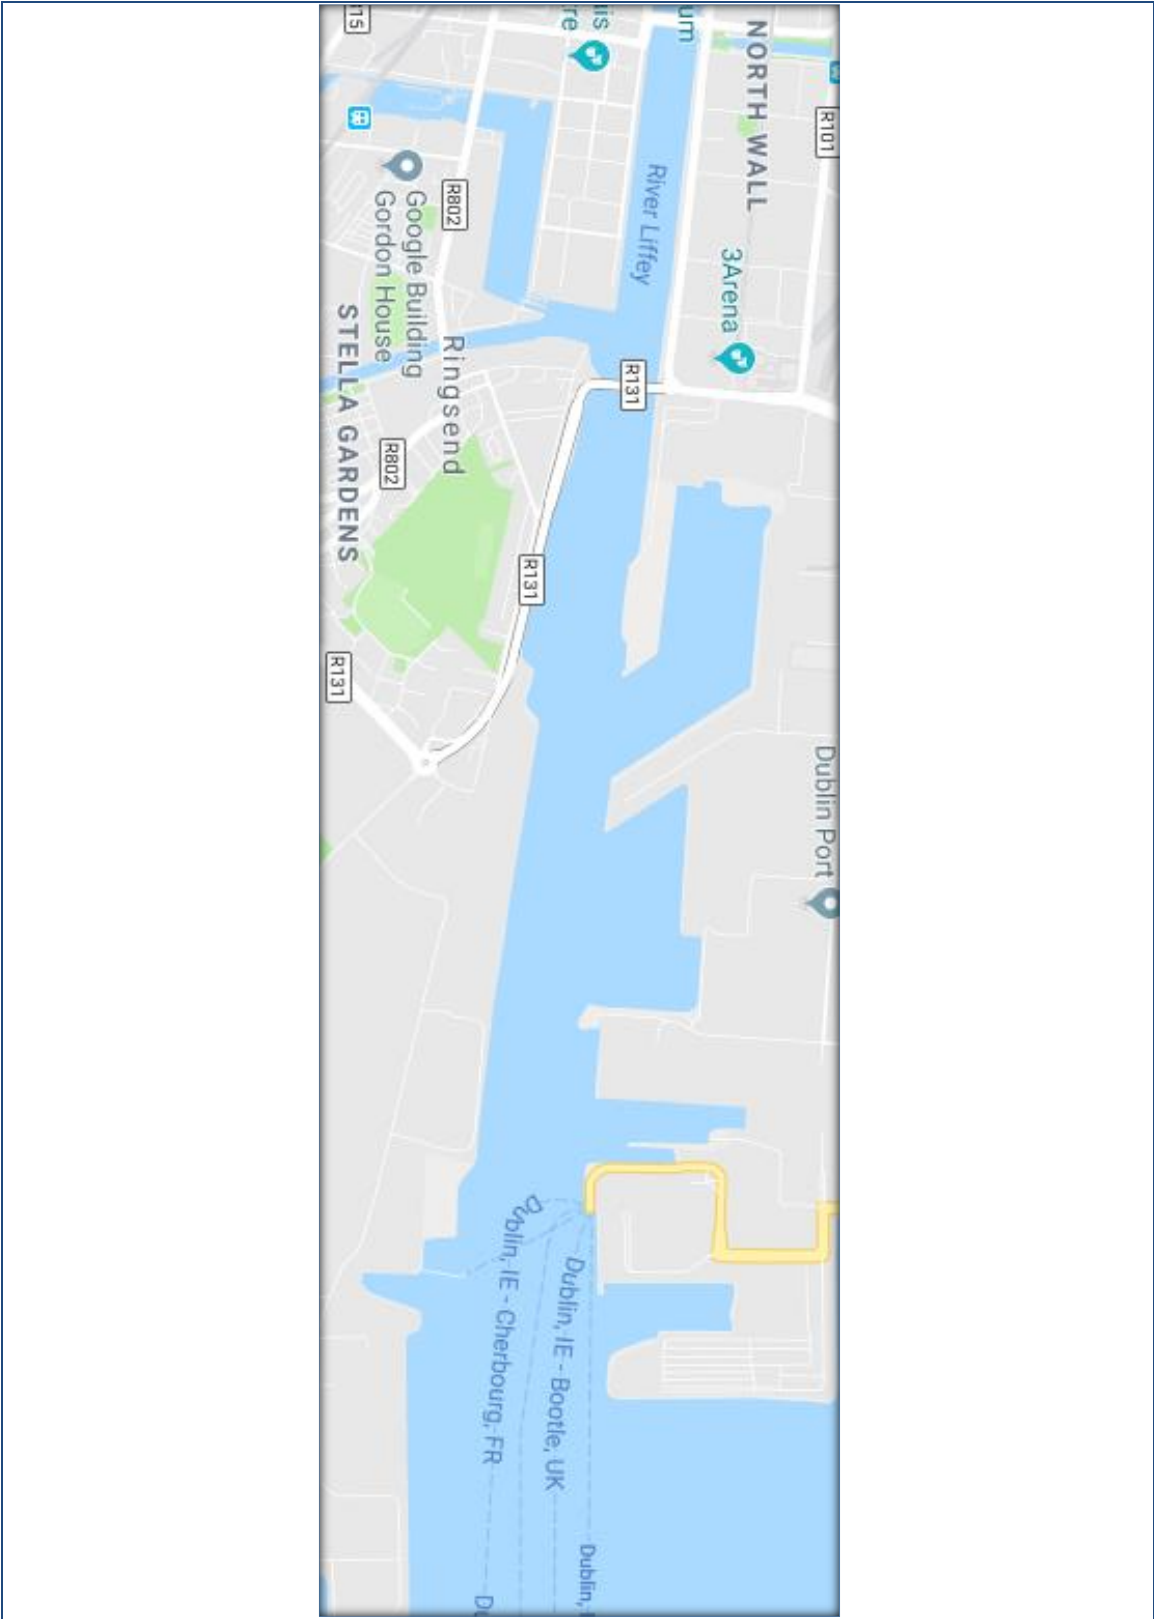 R101
NORTH WALL
3Arena
Dublin Port
River Liffey
R131
R802
Google Building
Gordon House
Ringsend
STELLA GARDENS
R802
R131
R131
Dublin, IE - Bootle, UK
blin, IE - Cherbourg, FR
Dublin,